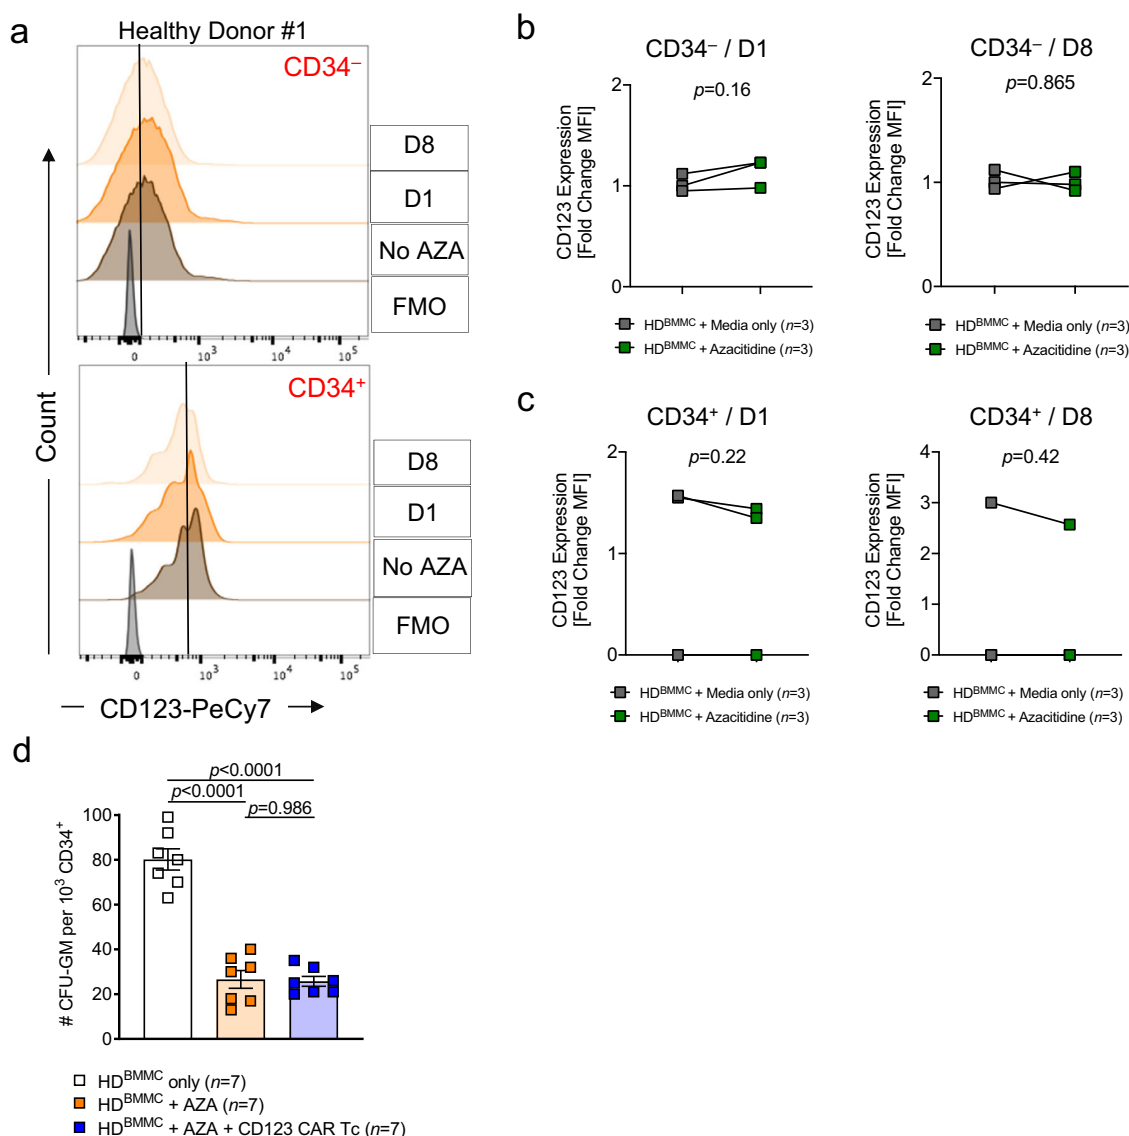 a
Healthy Donor #1
CD34⁻
D8
D1
No AZA
FMO
0 10³ 10⁴ 10⁵
CD34⁺
D8
D1
No AZA
FMO
0 10³ 10⁴ 10⁵
Count
CD123-PeCy7
b
CD34⁻ / D1
p=0.16
CD123 Expression
[Fold Change MFI]
2
1
0
HD^BMMC + Media only (n=3)
HD^BMMC + Azacitidine (n=3)
CD34⁻ / D8
p=0.865
CD123 Expression
[Fold Change MFI]
2
1
0
HD^BMMC + Media only (n=3)
HD^BMMC + Azacitidine (n=3)
c
CD34⁺ / D1
p=0.22
CD123 Expression
[Fold Change MFI]
2
1
0
HD^BMMC + Media only (n=3)
HD^BMMC + Azacitidine (n=3)
CD34⁺ / D8
p=0.42
CD123 Expression
[Fold Change MFI]
4
3
2
1
0
HD^BMMC + Media only (n=3)
HD^BMMC + Azacitidine (n=3)
d
p<0.0001
p<0.0001
p=0.986
# CFU-GM per 10³ CD34⁺
100
80
60
40
20
0
HD^BMMC only (n=7)
HD^BMMC + AZA (n=7)
HD^BMMC + AZA + CD123 CAR Tc (n=7)